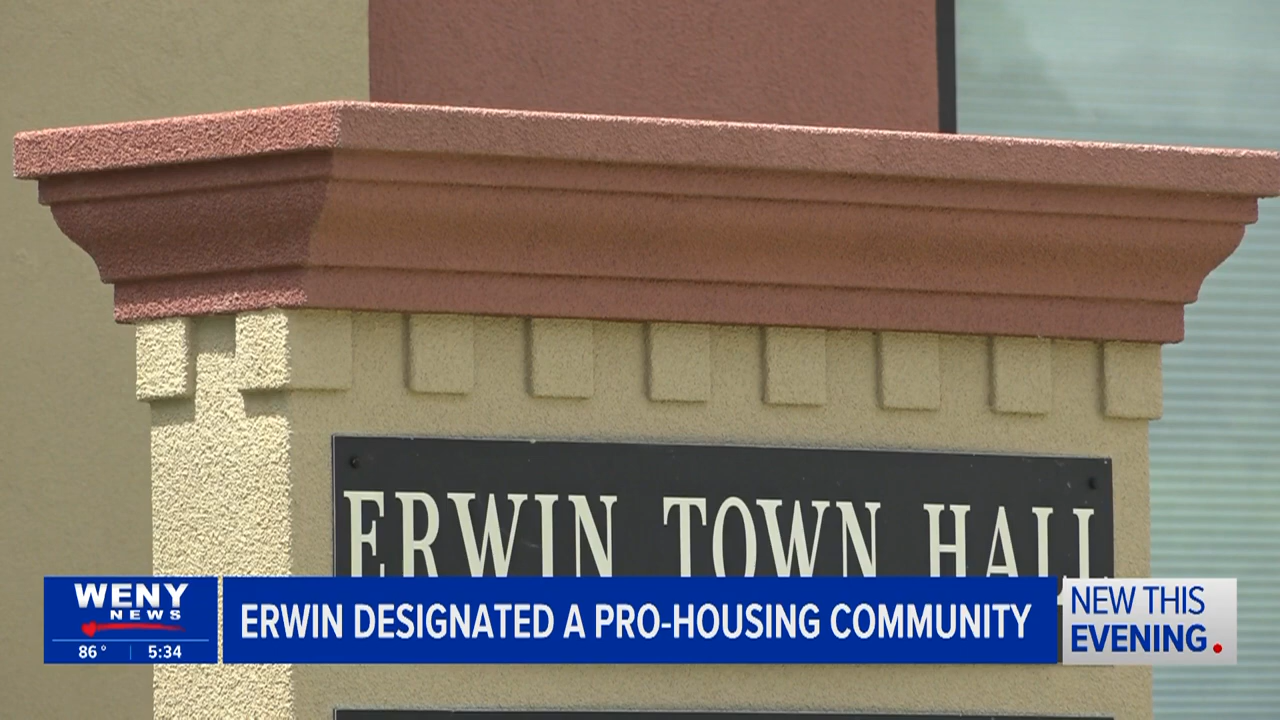 ERWIN TOWN HALL
WENY
NEWS
86° 5:34
ERWIN DESIGNATED A PRO-HOUSING COMMUNITY
NEW THIS
EVENING.